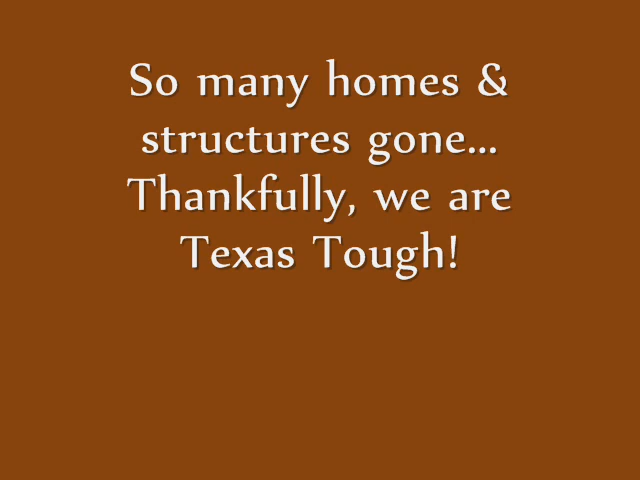 So many homes &
structures gone...
Thankfully, we are
Texas Tough!